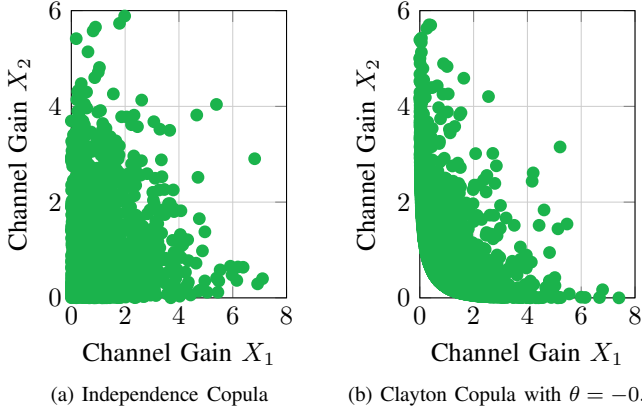 6
4
2
0
0 2 4 6 8
Channel Gain X₂
Channel Gain X₁
(a) Independence Copula
6
4
2
0
0 2 4 6 8
Channel Gain X₂
Channel Gain X₁
(b) Clayton Copula with θ = −0.